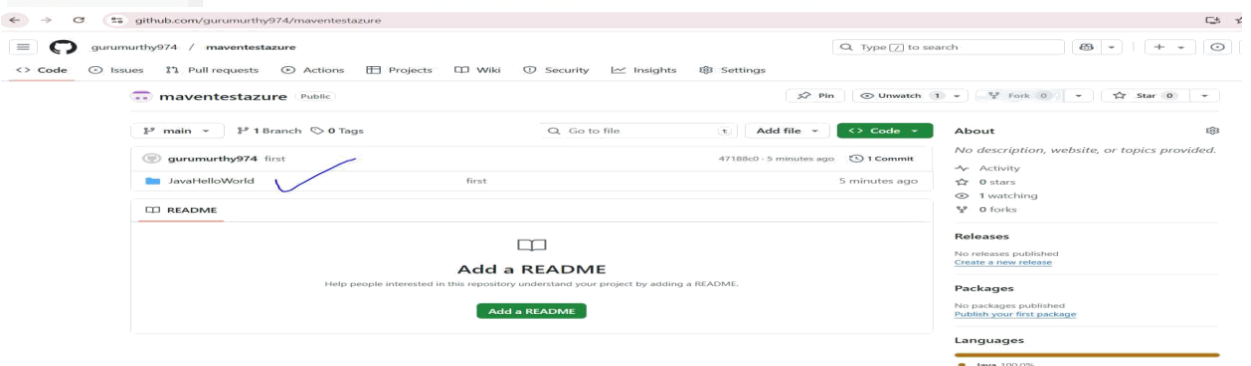 github.com/gurumurthy974/maventestazure
gurumurthy974 / maventestazure
Type / to search
Code Issues Pull requests Actions Projects Wiki Security Insights Settings
maventestazure Public
Pin Unwatch 1 Fork 0 Star 0
main 1 Branch 0 Tags Go to file t Add file Code
gurumurthy974 first 47188c0 · 5 minutes ago 1 Commit
JavaHelloWorld first 5 minutes ago
README
Add a README
Help people interested in this repository understand your project by adding a README.
Add a README
About
No description, website, or topics provided.
Activity
0 stars
1 watching
0 forks
Releases
No releases published
Create a new release
Packages
No packages published
Publish your first package
Languages
Java 100.0%